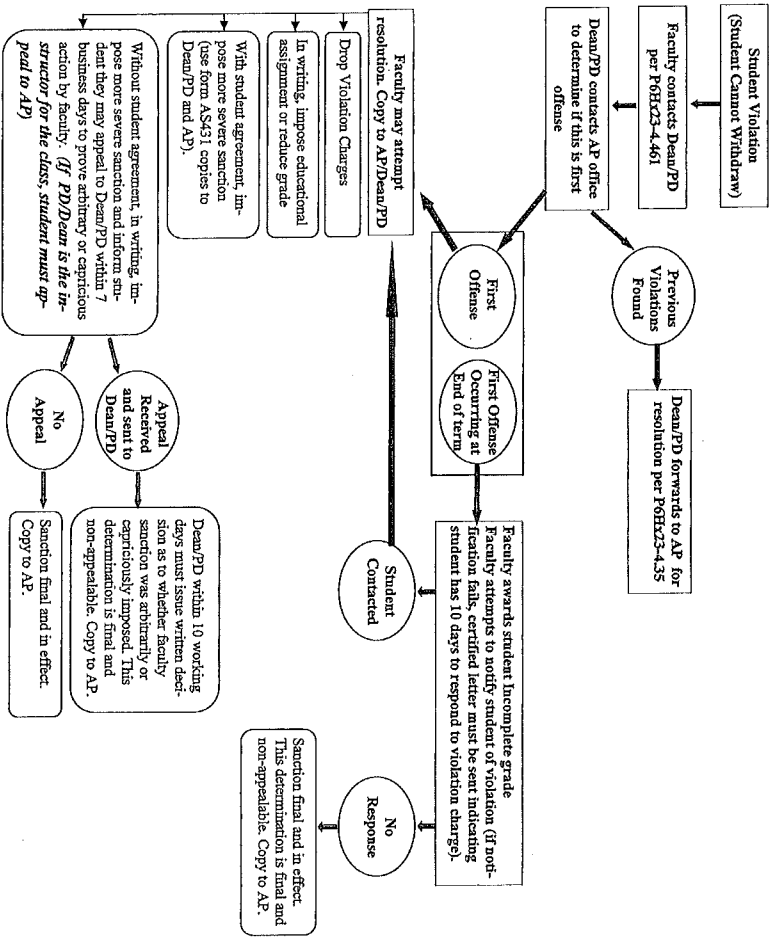 Student Violation
(Student Cannot Withdraw)
Faculty contacts Dean/PD
per P6Hx23-4.461
Dean/PD contacts AP office
to determine if this is first
offense
Previous
Violations
Found
Dean/PD forwards to AP for
resolution per P6Hx23-4.35
First
Offense
First Offense
Occurring at
End of term
Faculty awards student Incomplete grade
Faculty attempts to notify student of violation (if noti-
fication fails, certified letter must be sent indicating
student has 10 days to respond to violation charge).
Student
Contacted
No
Response
Sanction final and in effect.
This determination is final and
non-appealable. Copy to AP.
Faculty may attempt
resolution. Copy to AP/Dean/PD
Drop Violation Charges
In writing, impose educational
assignment or reduce grade
With student agreement, im-
pose more severe sanction
(use form AS431 copies to
Dean/PD and AP).
Without student agreement, in writing, im-
pose more severe sanction and inform stu-
dent they may appeal to Dean/PD within 7
business days to prove arbitrary or capricious
action by faculty. (If PD/Dean is the in-
structor for the class, student must ap-
peal to AP)
Appeal
Received
and sent to
Dean/PD
Dean/PD within 10 working
days must issue written deci-
sion as to whether faculty
sanction was arbitrarily or
capriciously imposed. This
determination is final and
non-appealable. Copy to AP.
No
Appeal
Sanction final and in effect.
Copy to AP.